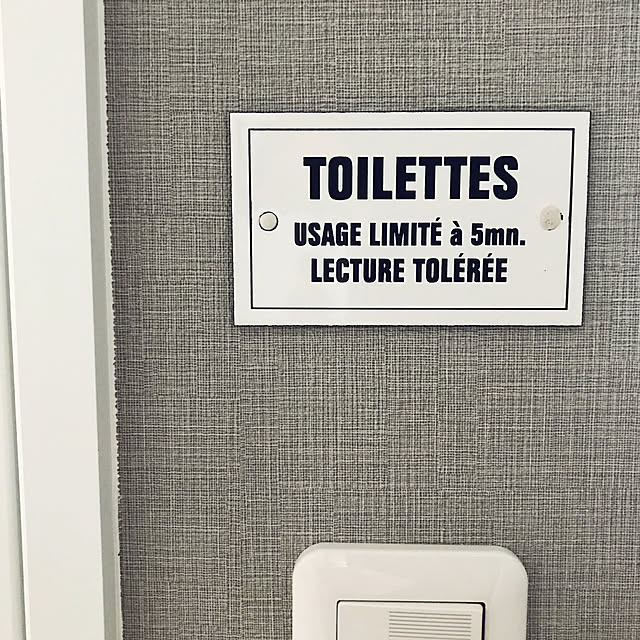 TOILETTES
USAGE LIMITÉ à 5mn.
LECTURE TOLÉRÉE